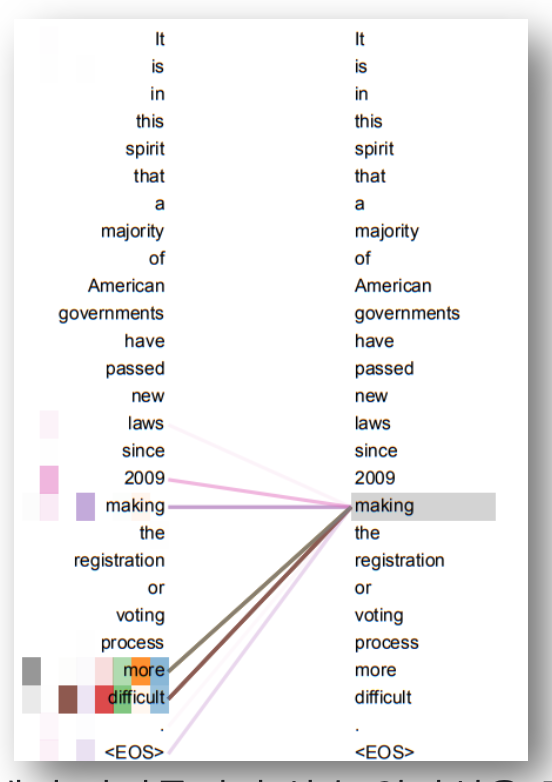 It It
is is
in in
this this
spirit spirit
that that
a a
majority majority
of of
American American
governments governments
have have
passed passed
new new
laws laws
since since
2009 2009
making making
the the
registration registration
or or
voting voting
process process
more more
difficult difficult
. .
<EOS> <EOS>